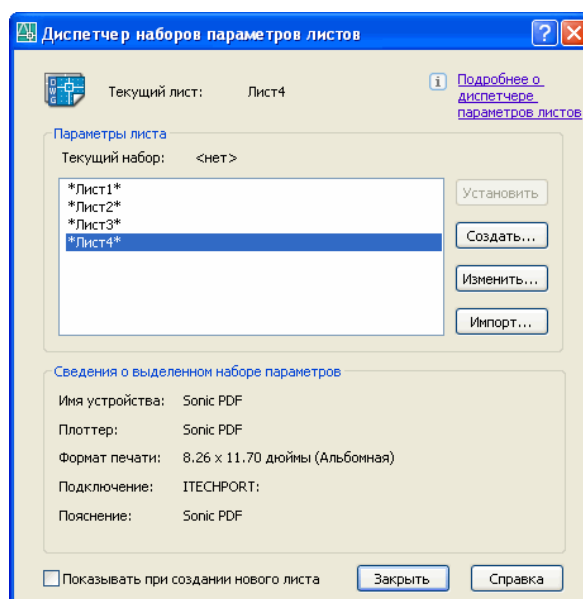 Диспетчер наборов параметров листов
Текущий лист: Лист4
Подробнее о
диспетчере
параметров листов
Параметры листа
Текущий набор: <нет>
*Лист1*
*Лист2*
*Лист3*
*Лист4*
Установить
Создать...
Изменить...
Импорт...
Сведения о выделенном наборе параметров
Имя устройства: Sonic PDF
Плоттер: Sonic PDF
Формат печати: 8.26 x 11.70 дюймы (Альбомная)
Подключение: ITECHPORT:
Пояснение: Sonic PDF
Показывать при создании нового листа
Закрыть
Справка